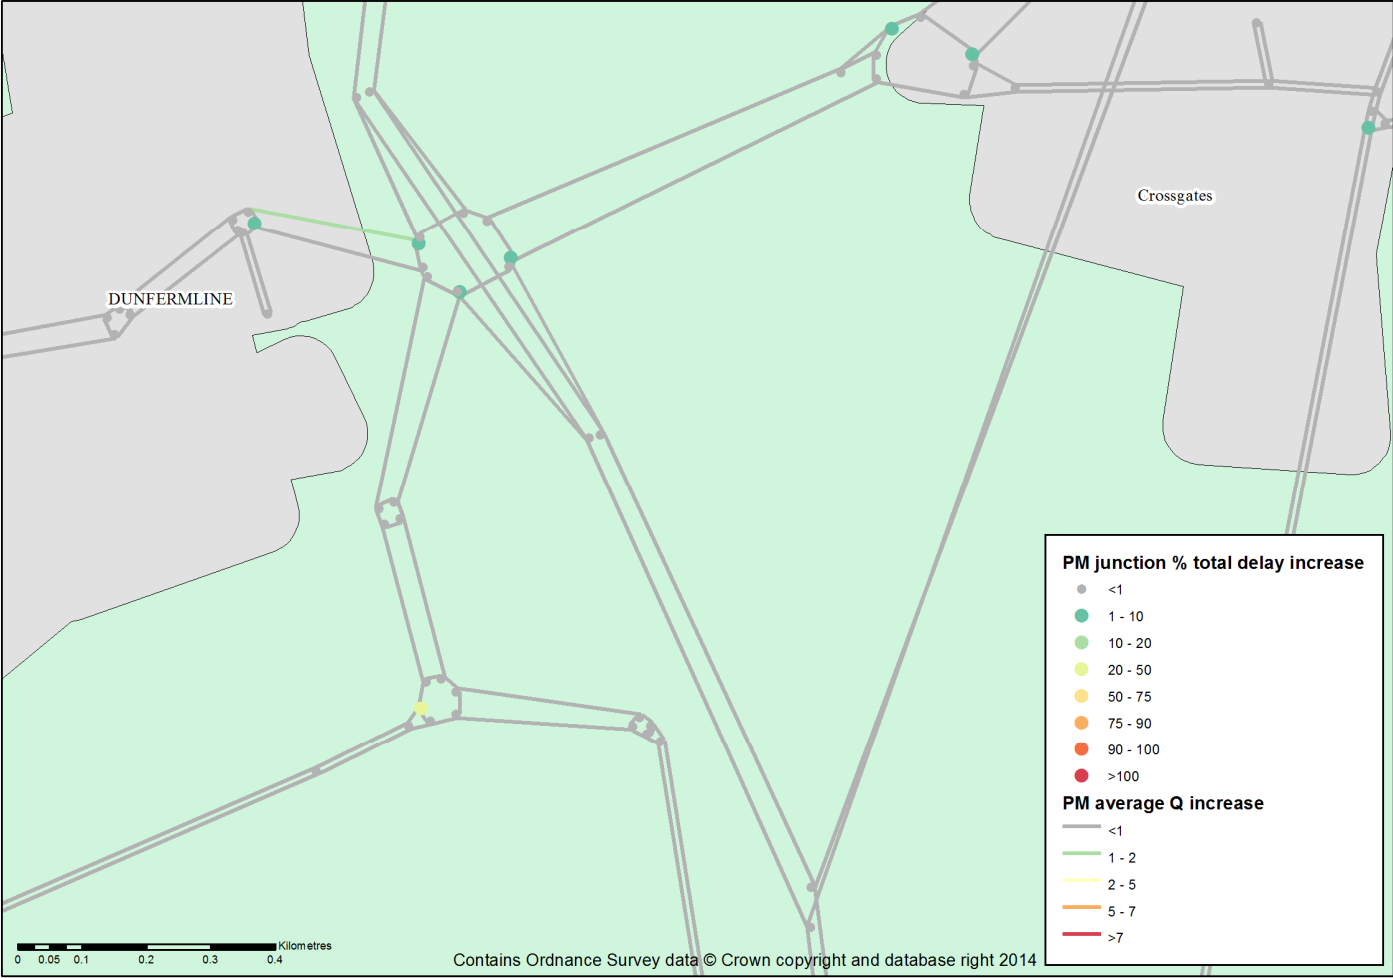 Crossgates
DUNFERMLINE
PM junction % total delay increase
<1
1 - 10
10 - 20
20 - 50
50 - 75
75 - 90
90 - 100
>100
PM average Q increase
<1
1 - 2
2 - 5
5 - 7
>7
Kilometres
0 0.05 0.1 0.2 0.3 0.4
Contains Ordnance Survey data © Crown copyright and database right 2014